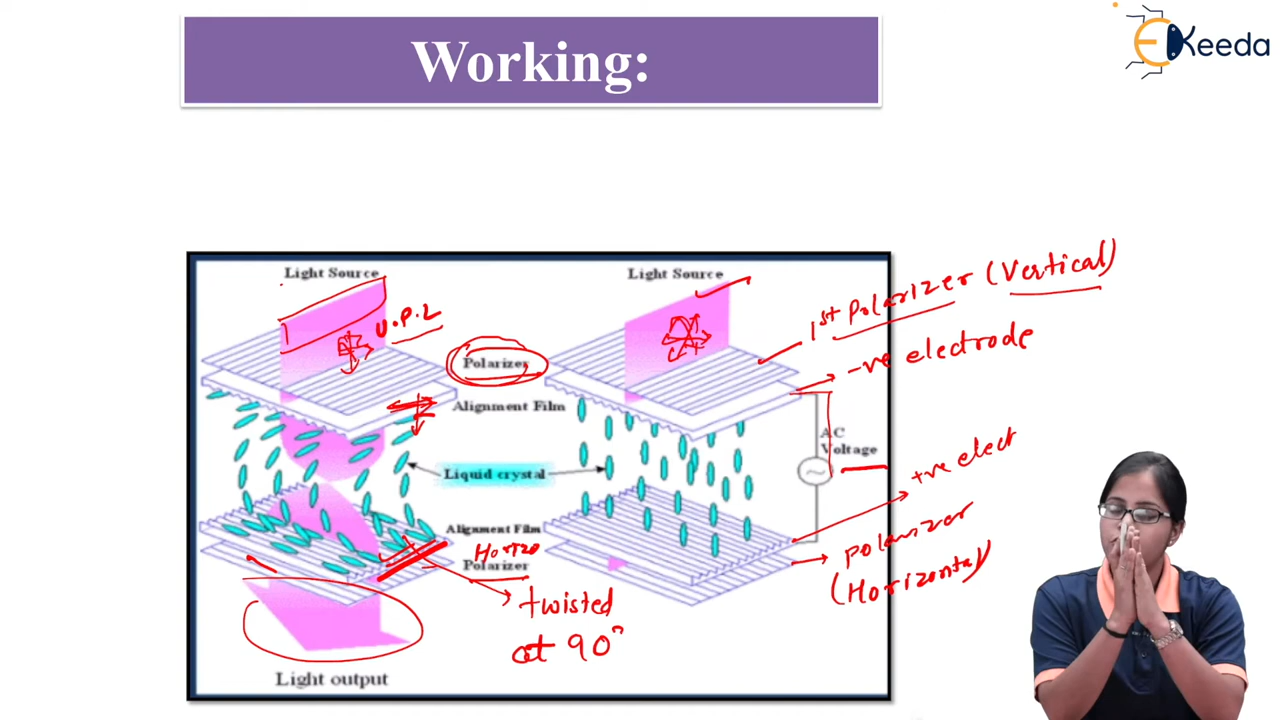 Working:
EKeeda
Light Source
Light Source
U.P.L
1st Polarizer (Vertical)
Polarizer
-ve electrode
Alignment Film
AC
Voltage
Liquid crystal
+ve elect
Alignment Film
Horizo
Polarizer
polarizer
(Horizontal)
twisted
at 90°
Light output